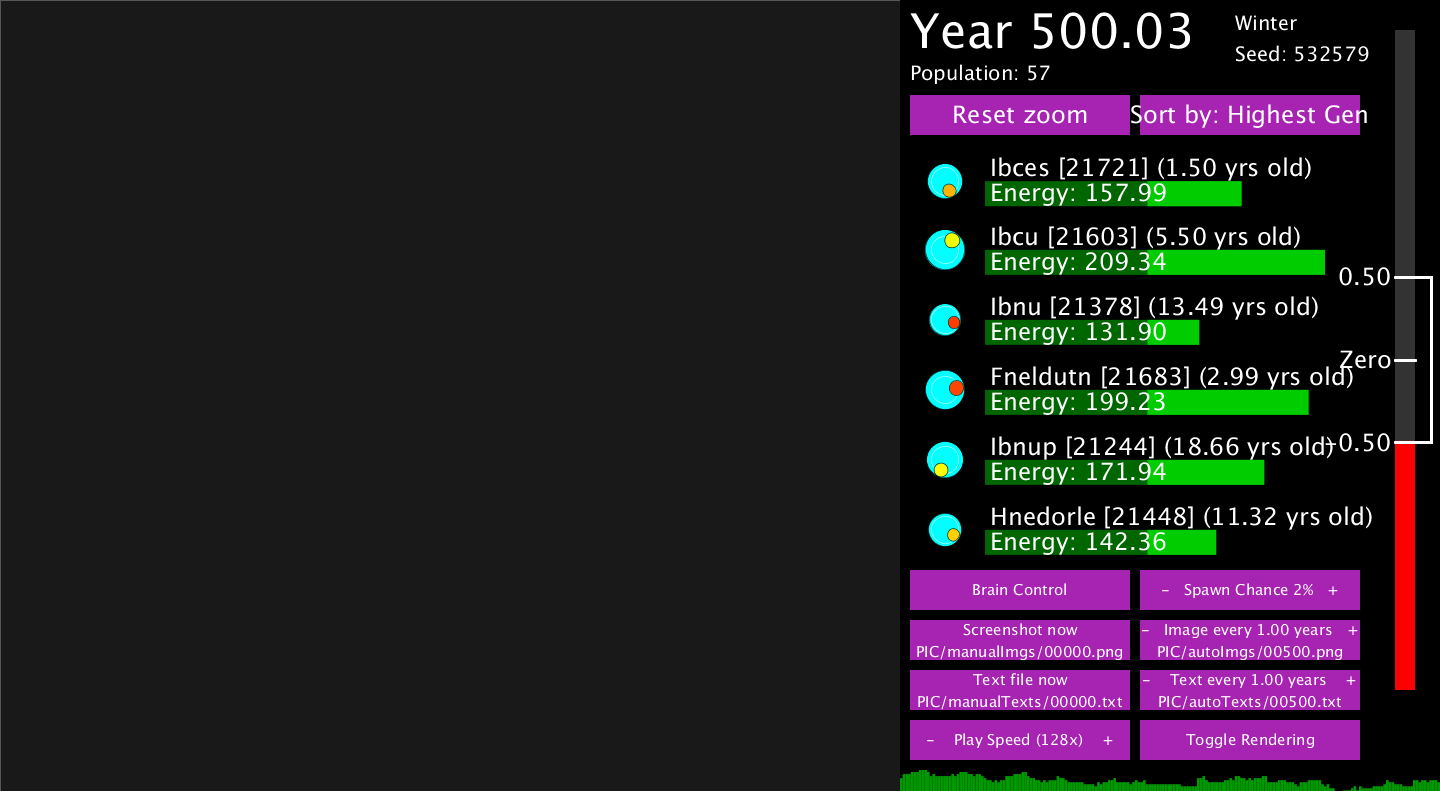 Year 500.03
Winter
Seed: 532579
Population: 57
Reset zoom
Sort by: Highest Gen
Ibces [21721] (1.50 yrs old)
Energy: 157.99
Ibcu [21603] (5.50 yrs old)
Energy: 209.34
0.50
Ibnu [21378] (13.49 yrs old)
Energy: 131.90
Zero
Fneldutn [21683] (2.99 yrs old)
Energy: 199.23
Ibnup [21244] (18.66 yrs old)
-0.50
Energy: 171.94
Hnedorle [21448] (11.32 yrs old)
Energy: 142.36
Brain Control
- Spawn Chance 2% +
Screenshot now
PIC/manualImgs/00000.png
- Image every 1.00 years +
PIC/autoImgs/00500.png
Text file now
PIC/manualTexts/00000.txt
- Text every 1.00 years +
PIC/autoTexts/00500.txt
- Play Speed (128x) +
Toggle Rendering